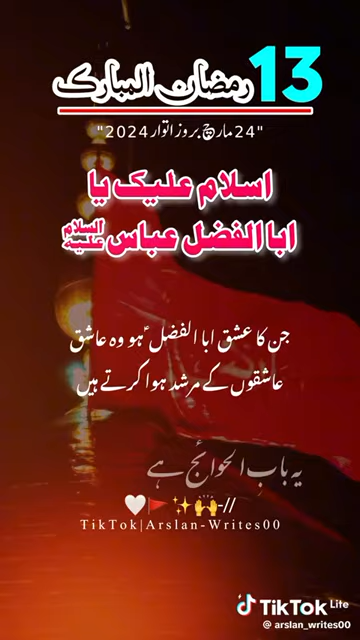 13 رمضان المبارک
"24 مارچ بروز اتوار 2024"
اسلام علیک یا
ابا الفضل عباس علیہ السلام
جن کا عشق ابا الفضلؑ ہو وہ عاشق
عاشقوں کے مرشد ہوا کرتے ہیں
یہ باب الحوائج ہے
🤍🚩✨🙌-//
TikTok|Arslan-Writes00
TikTok Lite
@ arslan_writes00